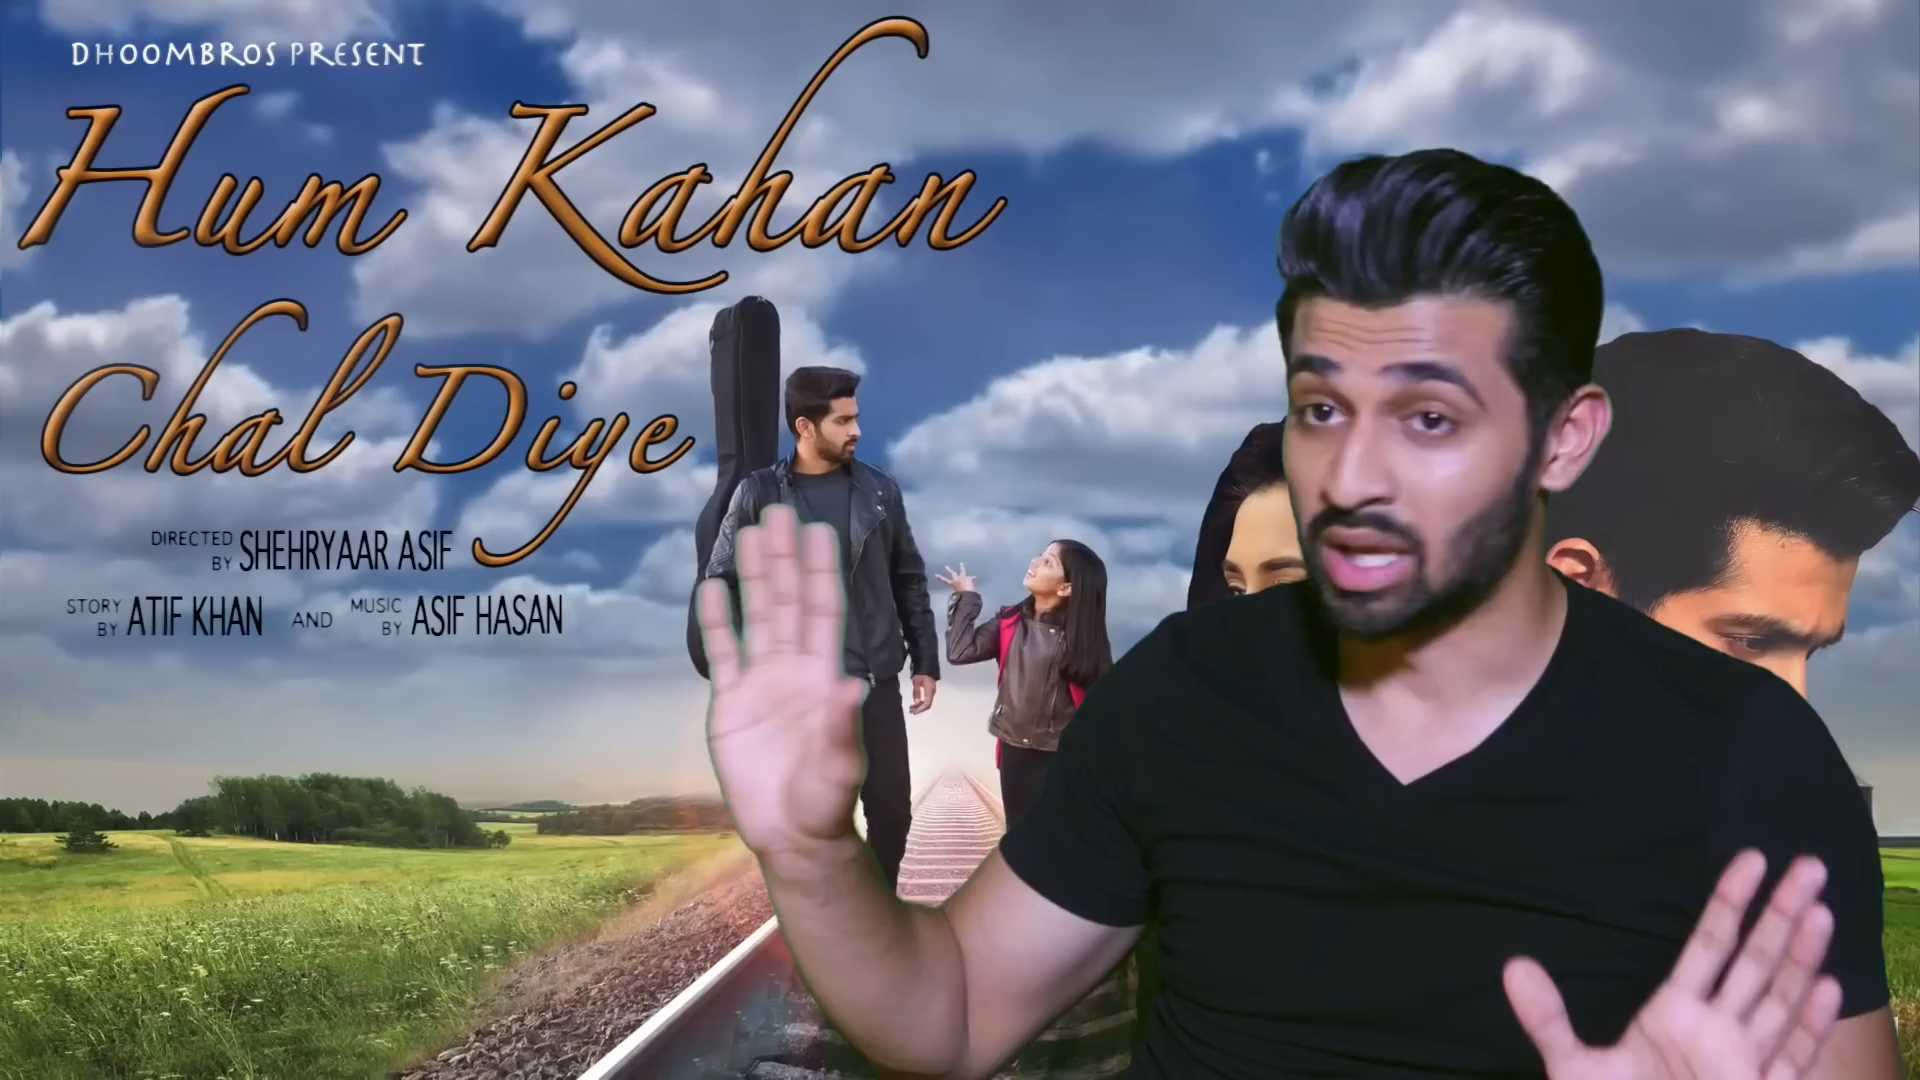 DHOOMBROS PRESENT
Hum Kahan
Chal Diye
DIRECTED BY SHEHRYAAR ASIF
STORY BY ATIF KHAN AND MUSIC BY ASIF HASAN